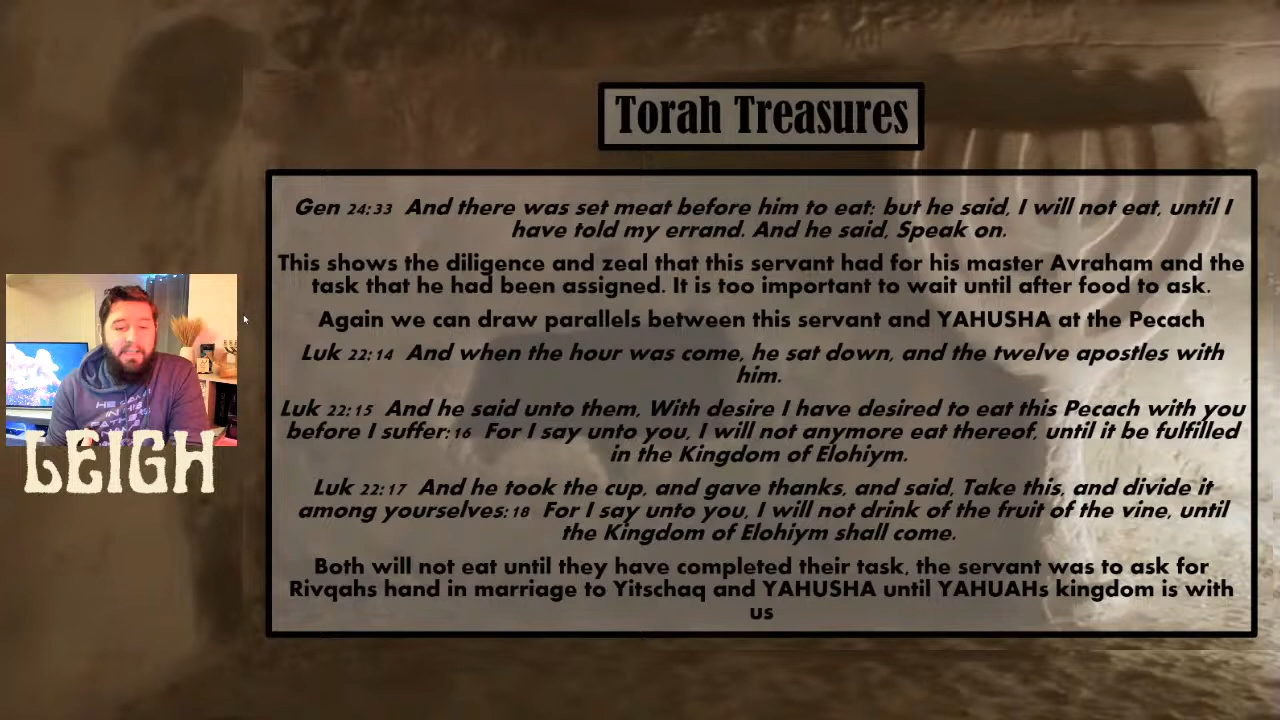 Torah Treasures
Gen 24:33 And there was set meat before him to eat: but he said, I will not eat, until I
have told my errand. And he said, Speak on.
This shows the diligence and zeal that this servant had for his master Avraham and the
task that he had been assigned. It is too important to wait until after food to ask.
Again we can draw parallels between this servant and YAHUSHA at the Pecach
Luk 22:14 And when the hour was come, he sat down, and the twelve apostles with
him.
Luk 22:15 And he said unto them, With desire I have desired to eat this Pecach with you
before I suffer:16 For I say unto you, I will not anymore eat thereof, until it be fulfilled
in the Kingdom of Elohiym.
Luk 22:17 And he took the cup, and gave thanks, and said, Take this, and divide it
among yourselves:18 For I say unto you, I will not drink of the fruit of the vine, until
the Kingdom of Elohiym shall come.
Both will not eat until they have completed their task, the servant was to ask for
Rivqahs hand in marriage to Yitschaq and YAHUSHA until YAHUAHs kingdom is with
us
LEIGH